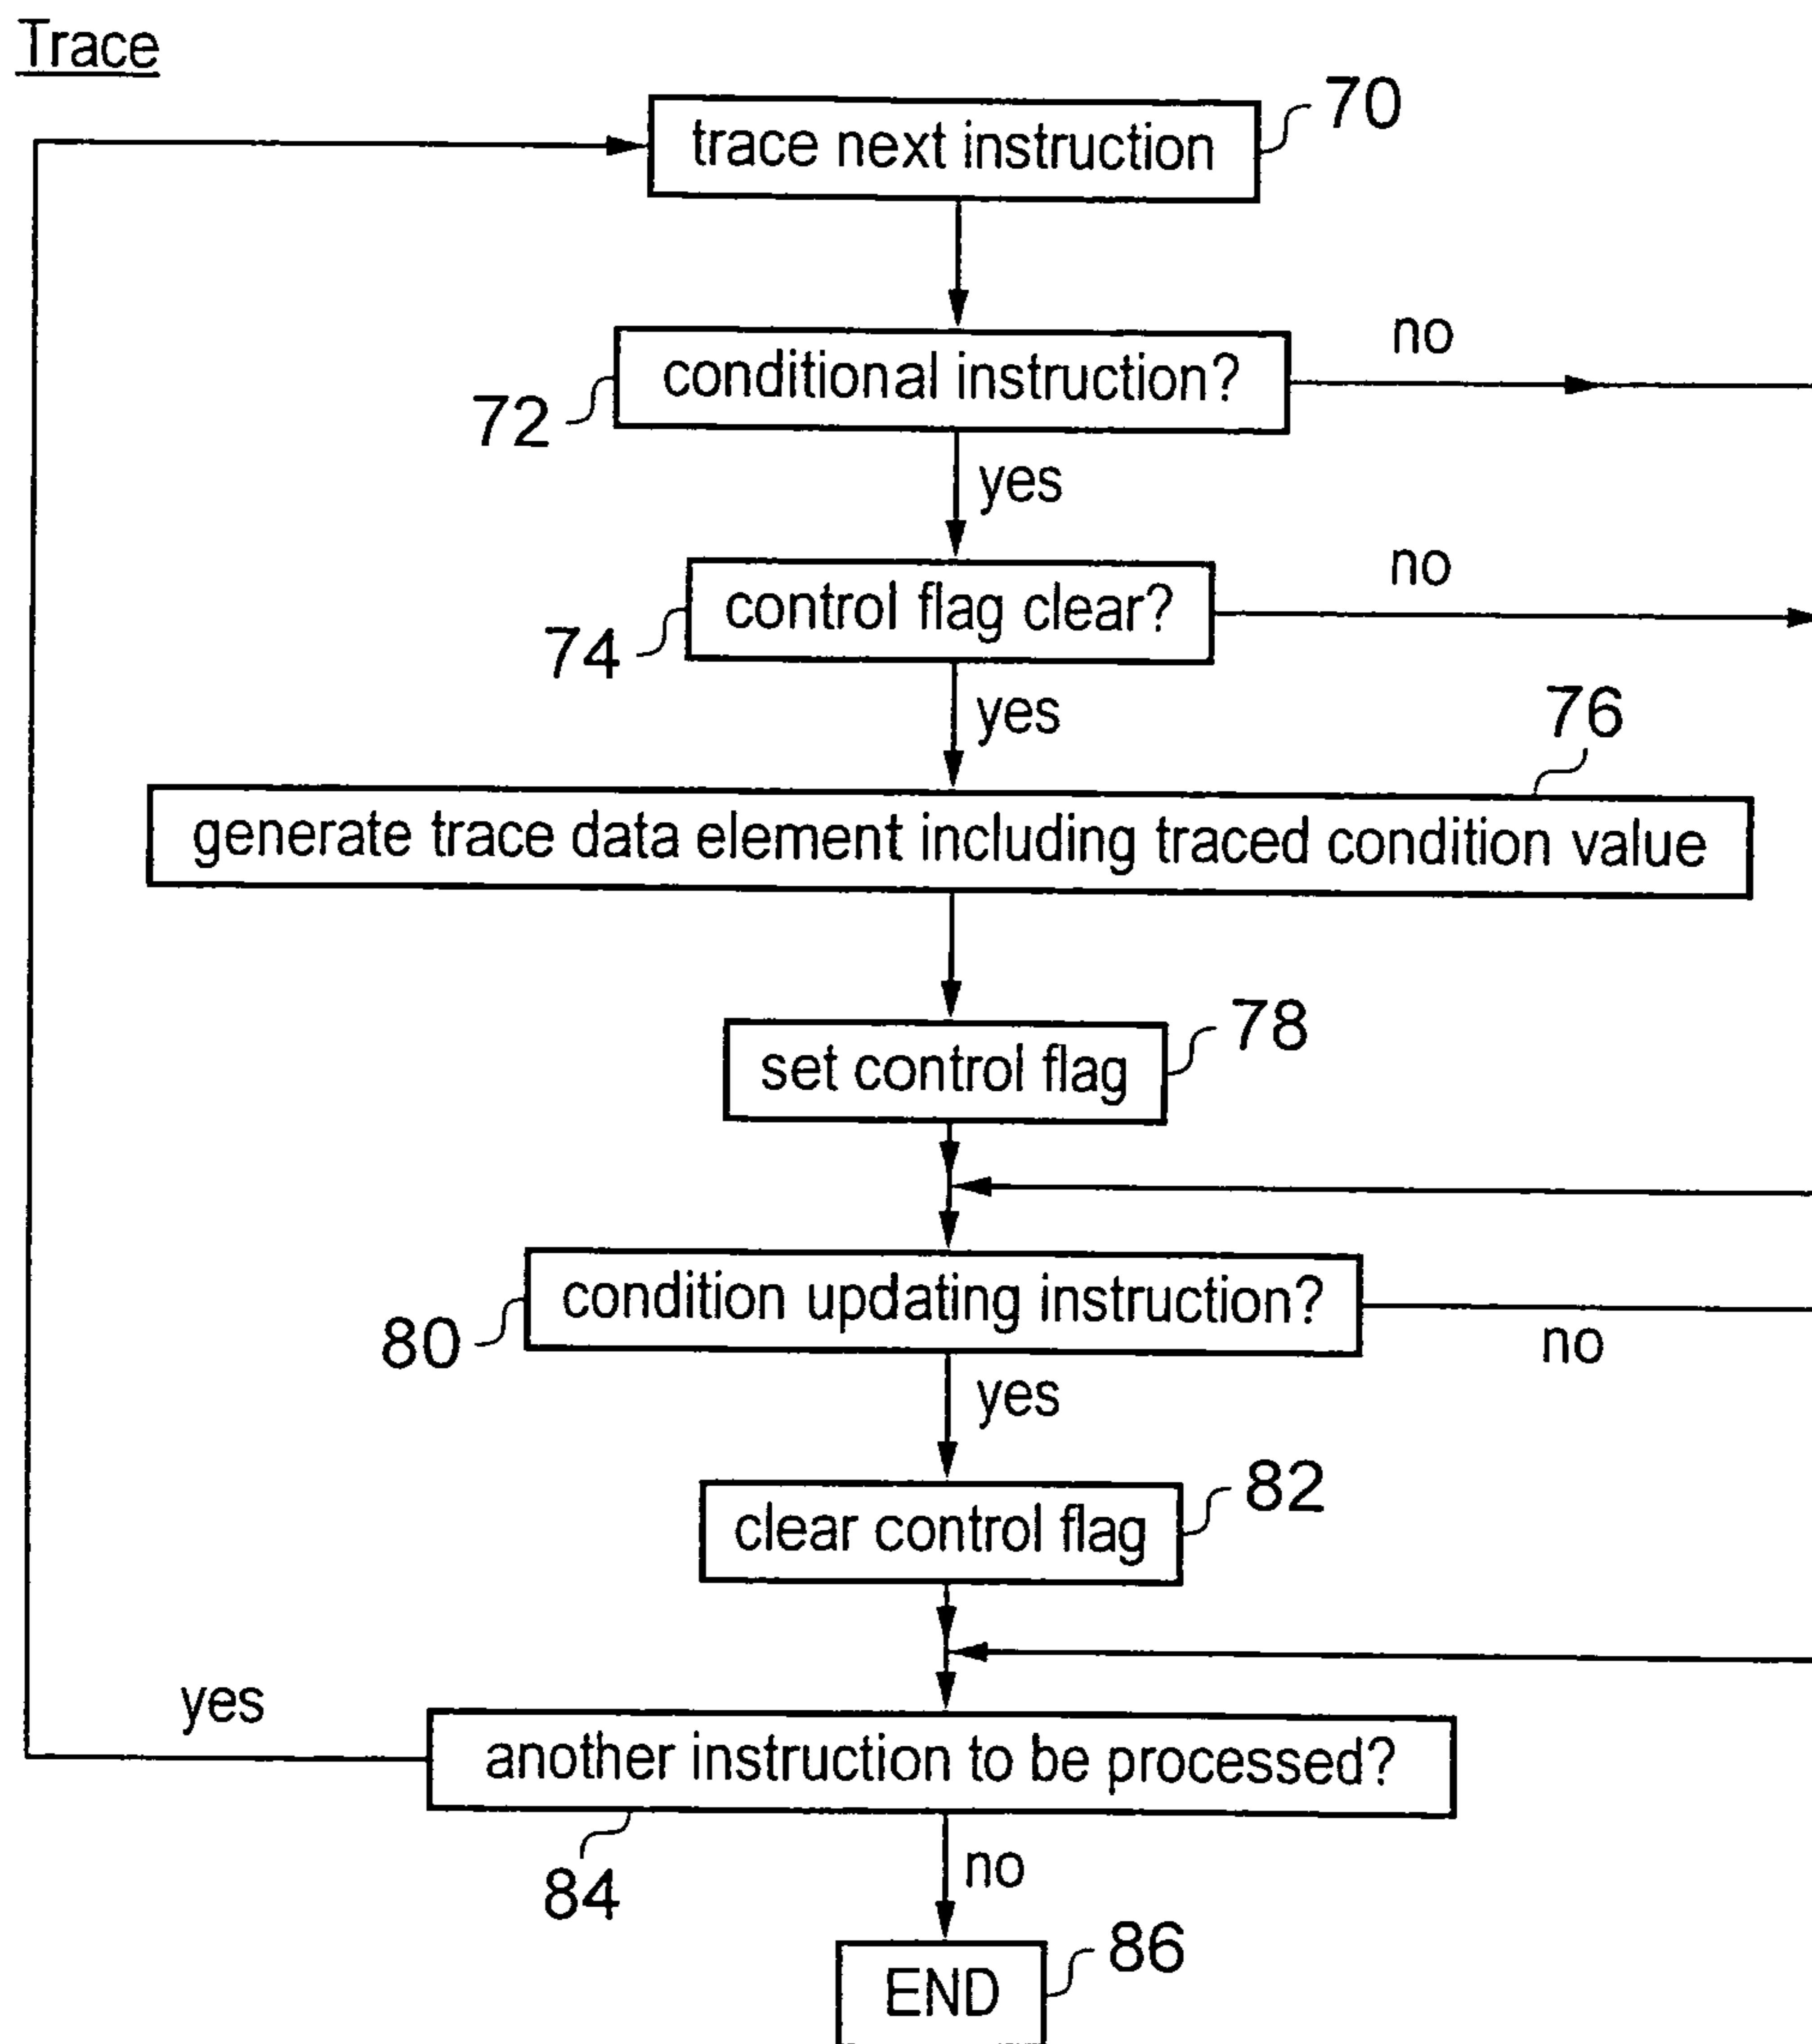 Trace
trace next instruction
70
conditional instruction?
no
72
yes
control flag clear?
no
74
yes
76
generate trace data element including traced condition value
set control flag
78
condition updating instruction?
80
no
yes
clear control flag
82
yes
another instruction to be processed?
84
no
END
86